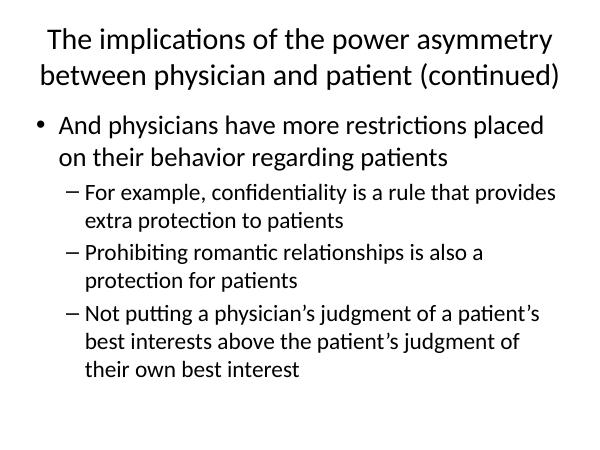 The implications of the power asymmetry
between physician and patient (continued)
• And physicians have more restrictions placed
on their behavior regarding patients
– For example, confidentiality is a rule that provides
extra protection to patients
– Prohibiting romantic relationships is also a
protection for patients
– Not putting a physician’s judgment of a patient’s
best interests above the patient’s judgment of
their own best interest